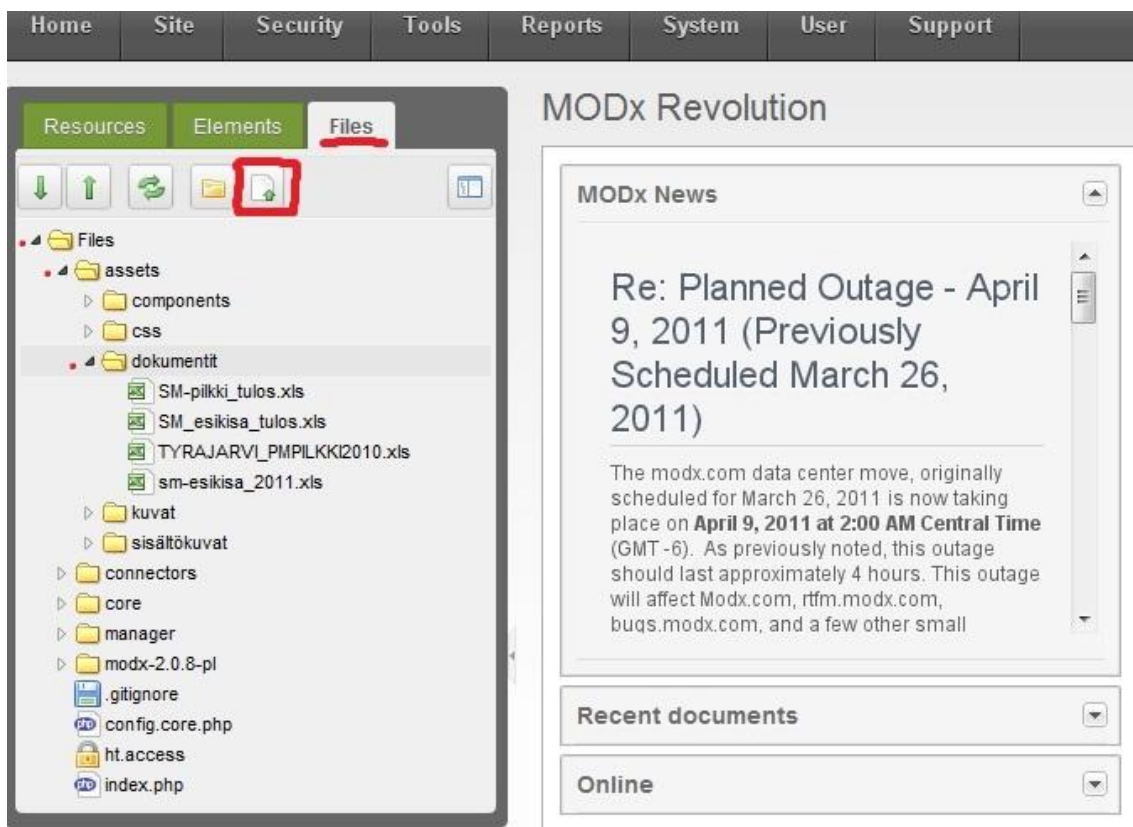 Home Site Security Tools Reports System User Support
Resources Elements Files
Files
assets
components
css
dokumentit
SM-pilkki_tulos.xls
SM_esikisa_tulos.xls
TYRAJARVI_PMPILKKI2010.xls
sm-esikisa_2011.xls
kuvat
sisältökuvat
connectors
core
manager
modx-2.0.8-pl
.gitignore
config.core.php
ht.access
index.php
MODx Revolution
MODx News
Re: Planned Outage - April
9, 2011 (Previously
Scheduled March 26,
2011)
The modx.com data center move, originally
scheduled for March 26, 2011 is now taking
place on April 9, 2011 at 2:00 AM Central Time
(GMT -6). As previously noted, this outage
should last approximately 4 hours. This outage
will affect Modx.com, rtfm.modx.com,
bugs.modx.com, and a few other small
Recent documents
Online